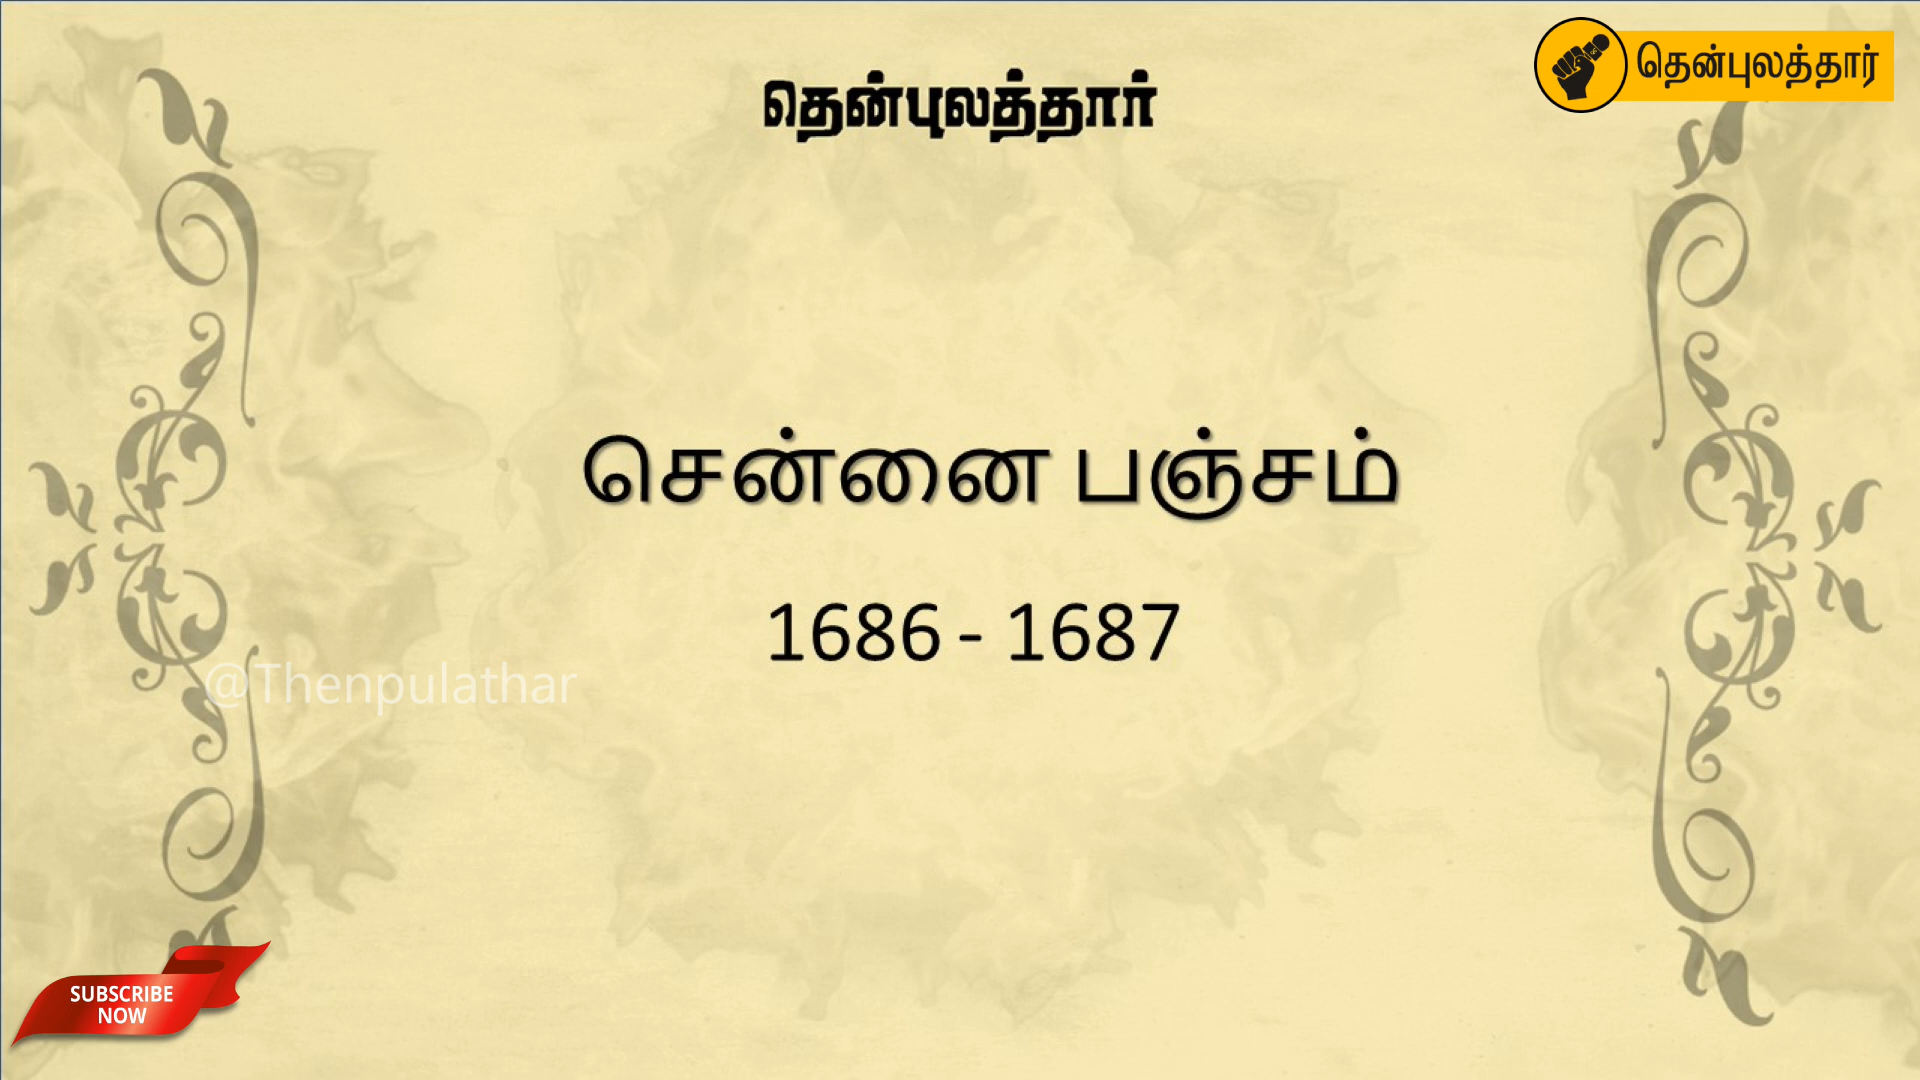 தென்புலத்தார்
தென்புலத்தார்
சென்னை பஞ்சம்
1686 - 1687
@Thenpulathar
SUBSCRIBE
NOW